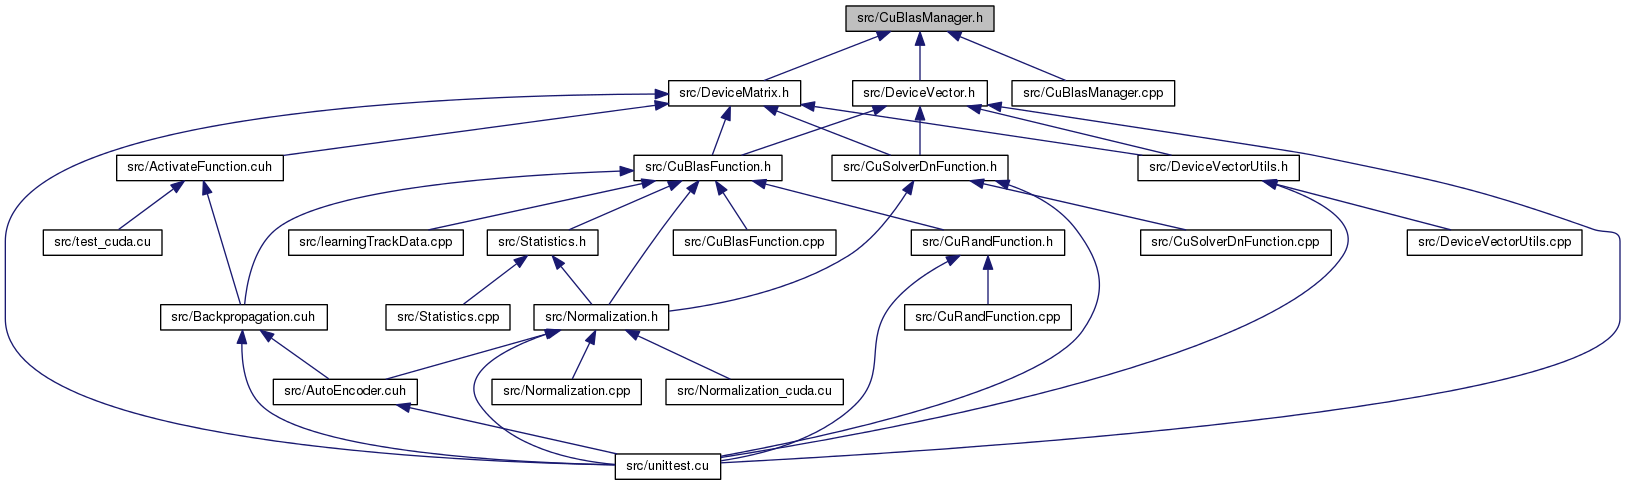 src/CuBlasManager.h
src/DeviceMatrix.h
src/DeviceVector.h
src/CuBlasManager.cpp
src/ActivateFunction.cuh
src/CuBlasFunction.h
src/CuSolverDnFunction.h
src/DeviceVectorUtils.h
src/test_cuda.cu
src/learningTrackData.cpp
src/Statistics.h
src/CuBlasFunction.cpp
src/CuRandFunction.h
src/CuSolverDnFunction.cpp
src/DeviceVectorUtils.cpp
src/Backpropagation.cuh
src/Statistics.cpp
src/Normalization.h
src/CuRandFunction.cpp
src/AutoEncoder.cuh
src/Normalization.cpp
src/Normalization_cuda.cu
src/unittest.cu